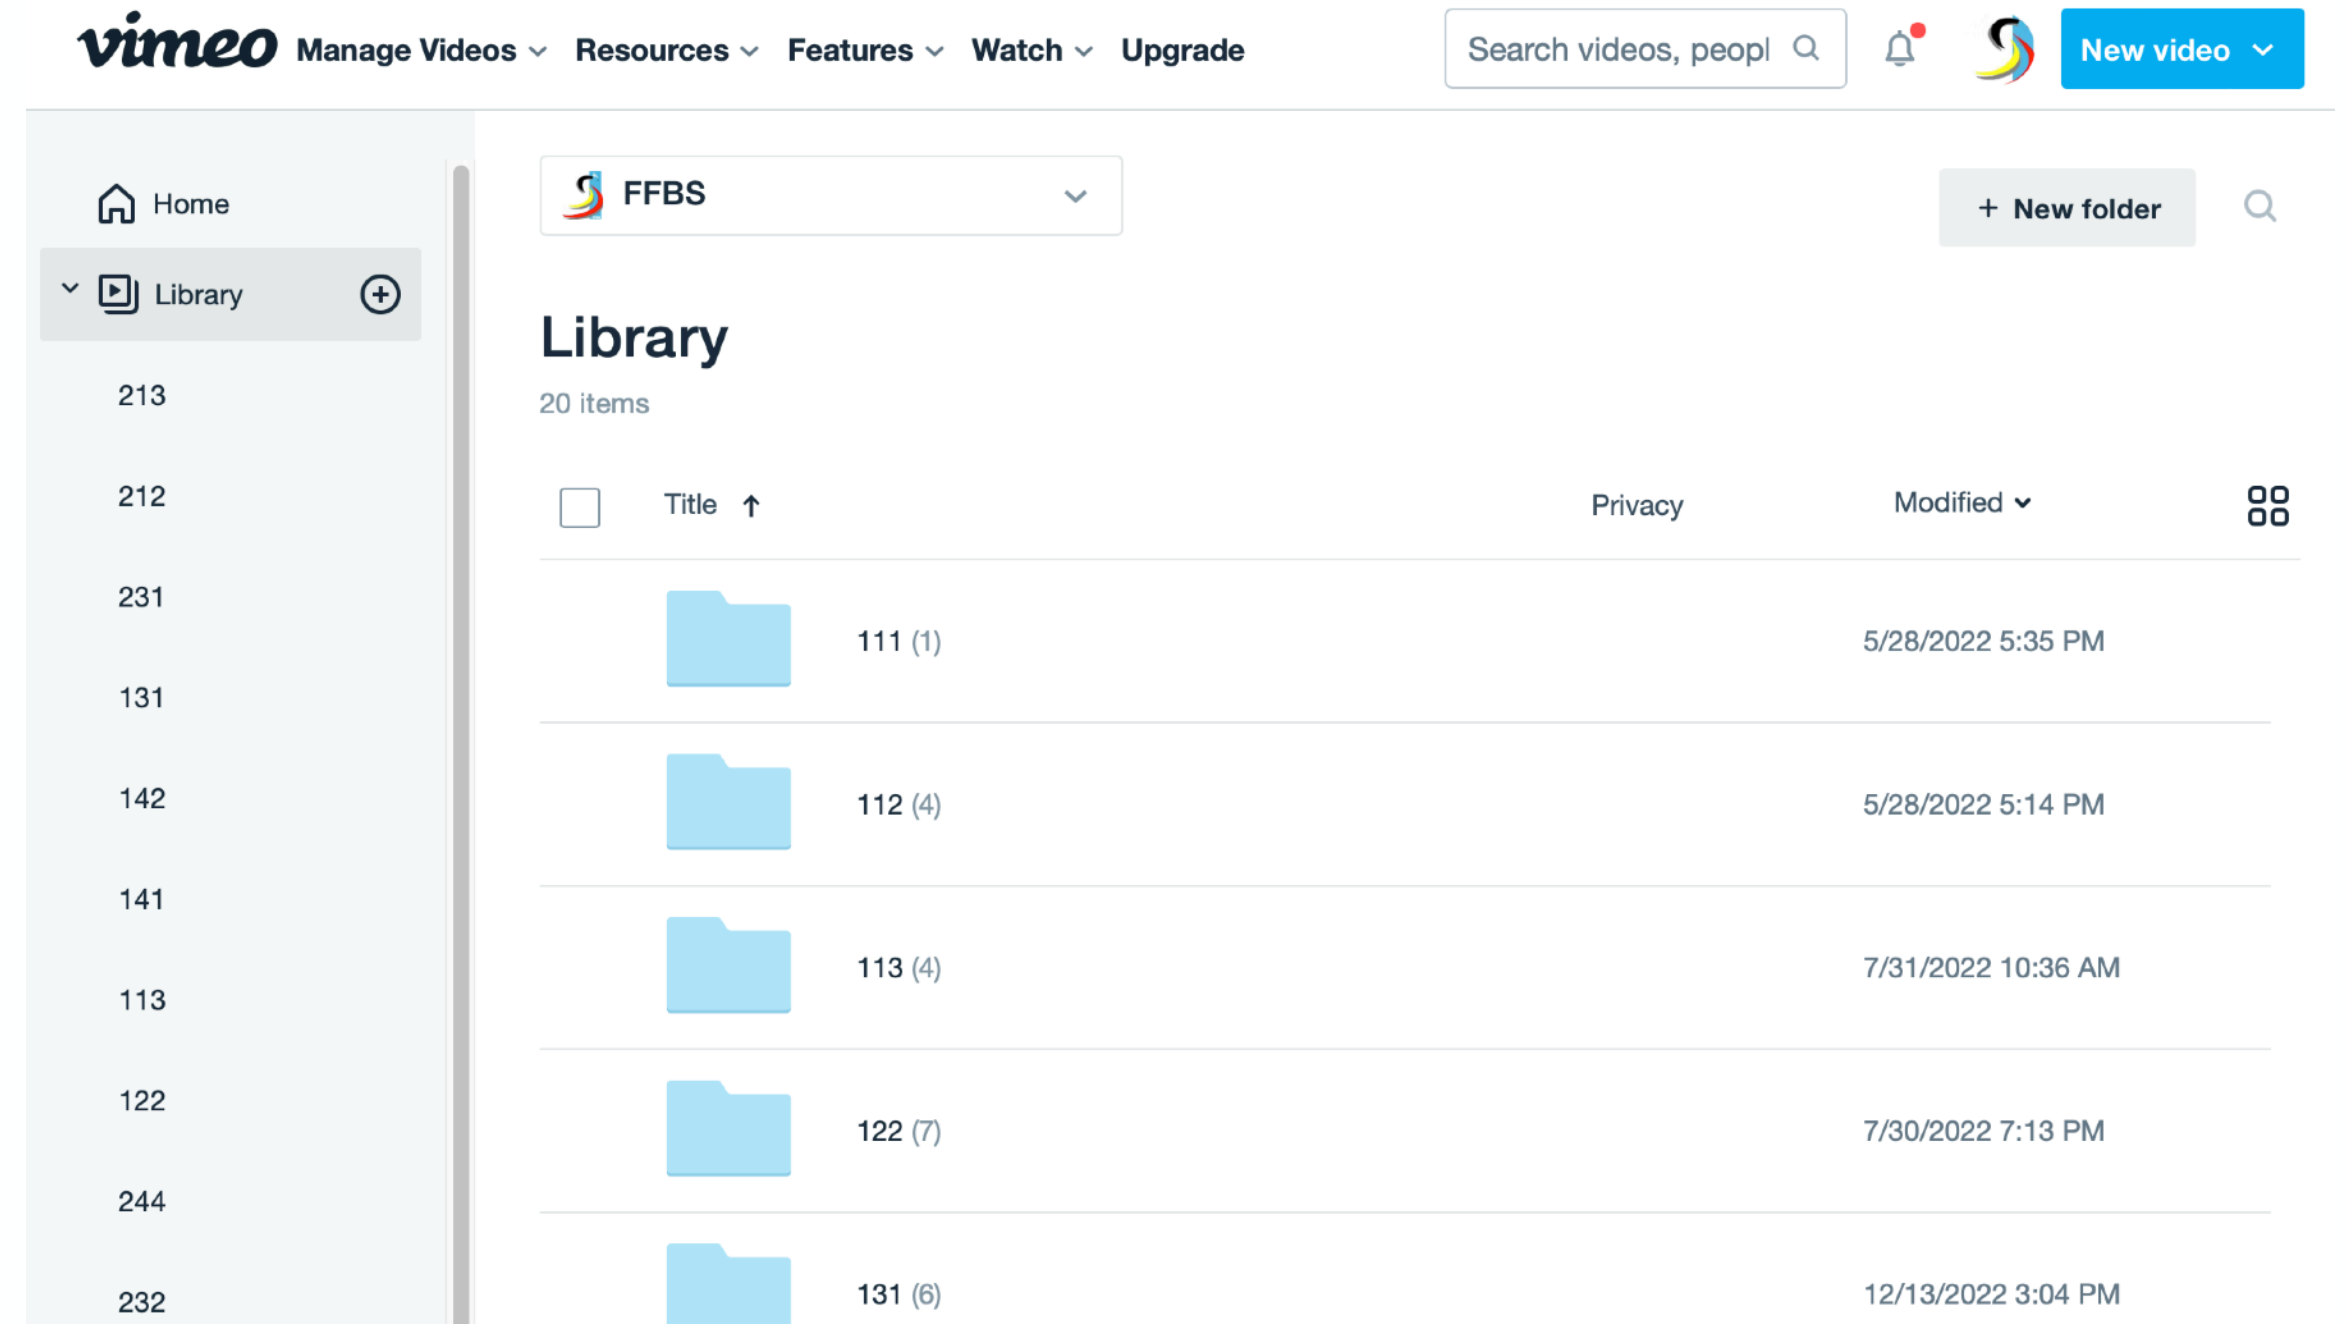 vimeo Manage Videos Resources Features Watch Upgrade Search videos, peopl New video
Home
Library
213
212
231
131
142
141
113
122
244
232
FFBS
+ New folder
Library
20 items
Title ↑ Privacy Modified
111 (1) 5/28/2022 5:35 PM
112 (4) 5/28/2022 5:14 PM
113 (4) 7/31/2022 10:36 AM
122 (7) 7/30/2022 7:13 PM
131 (6) 12/13/2022 3:04 PM